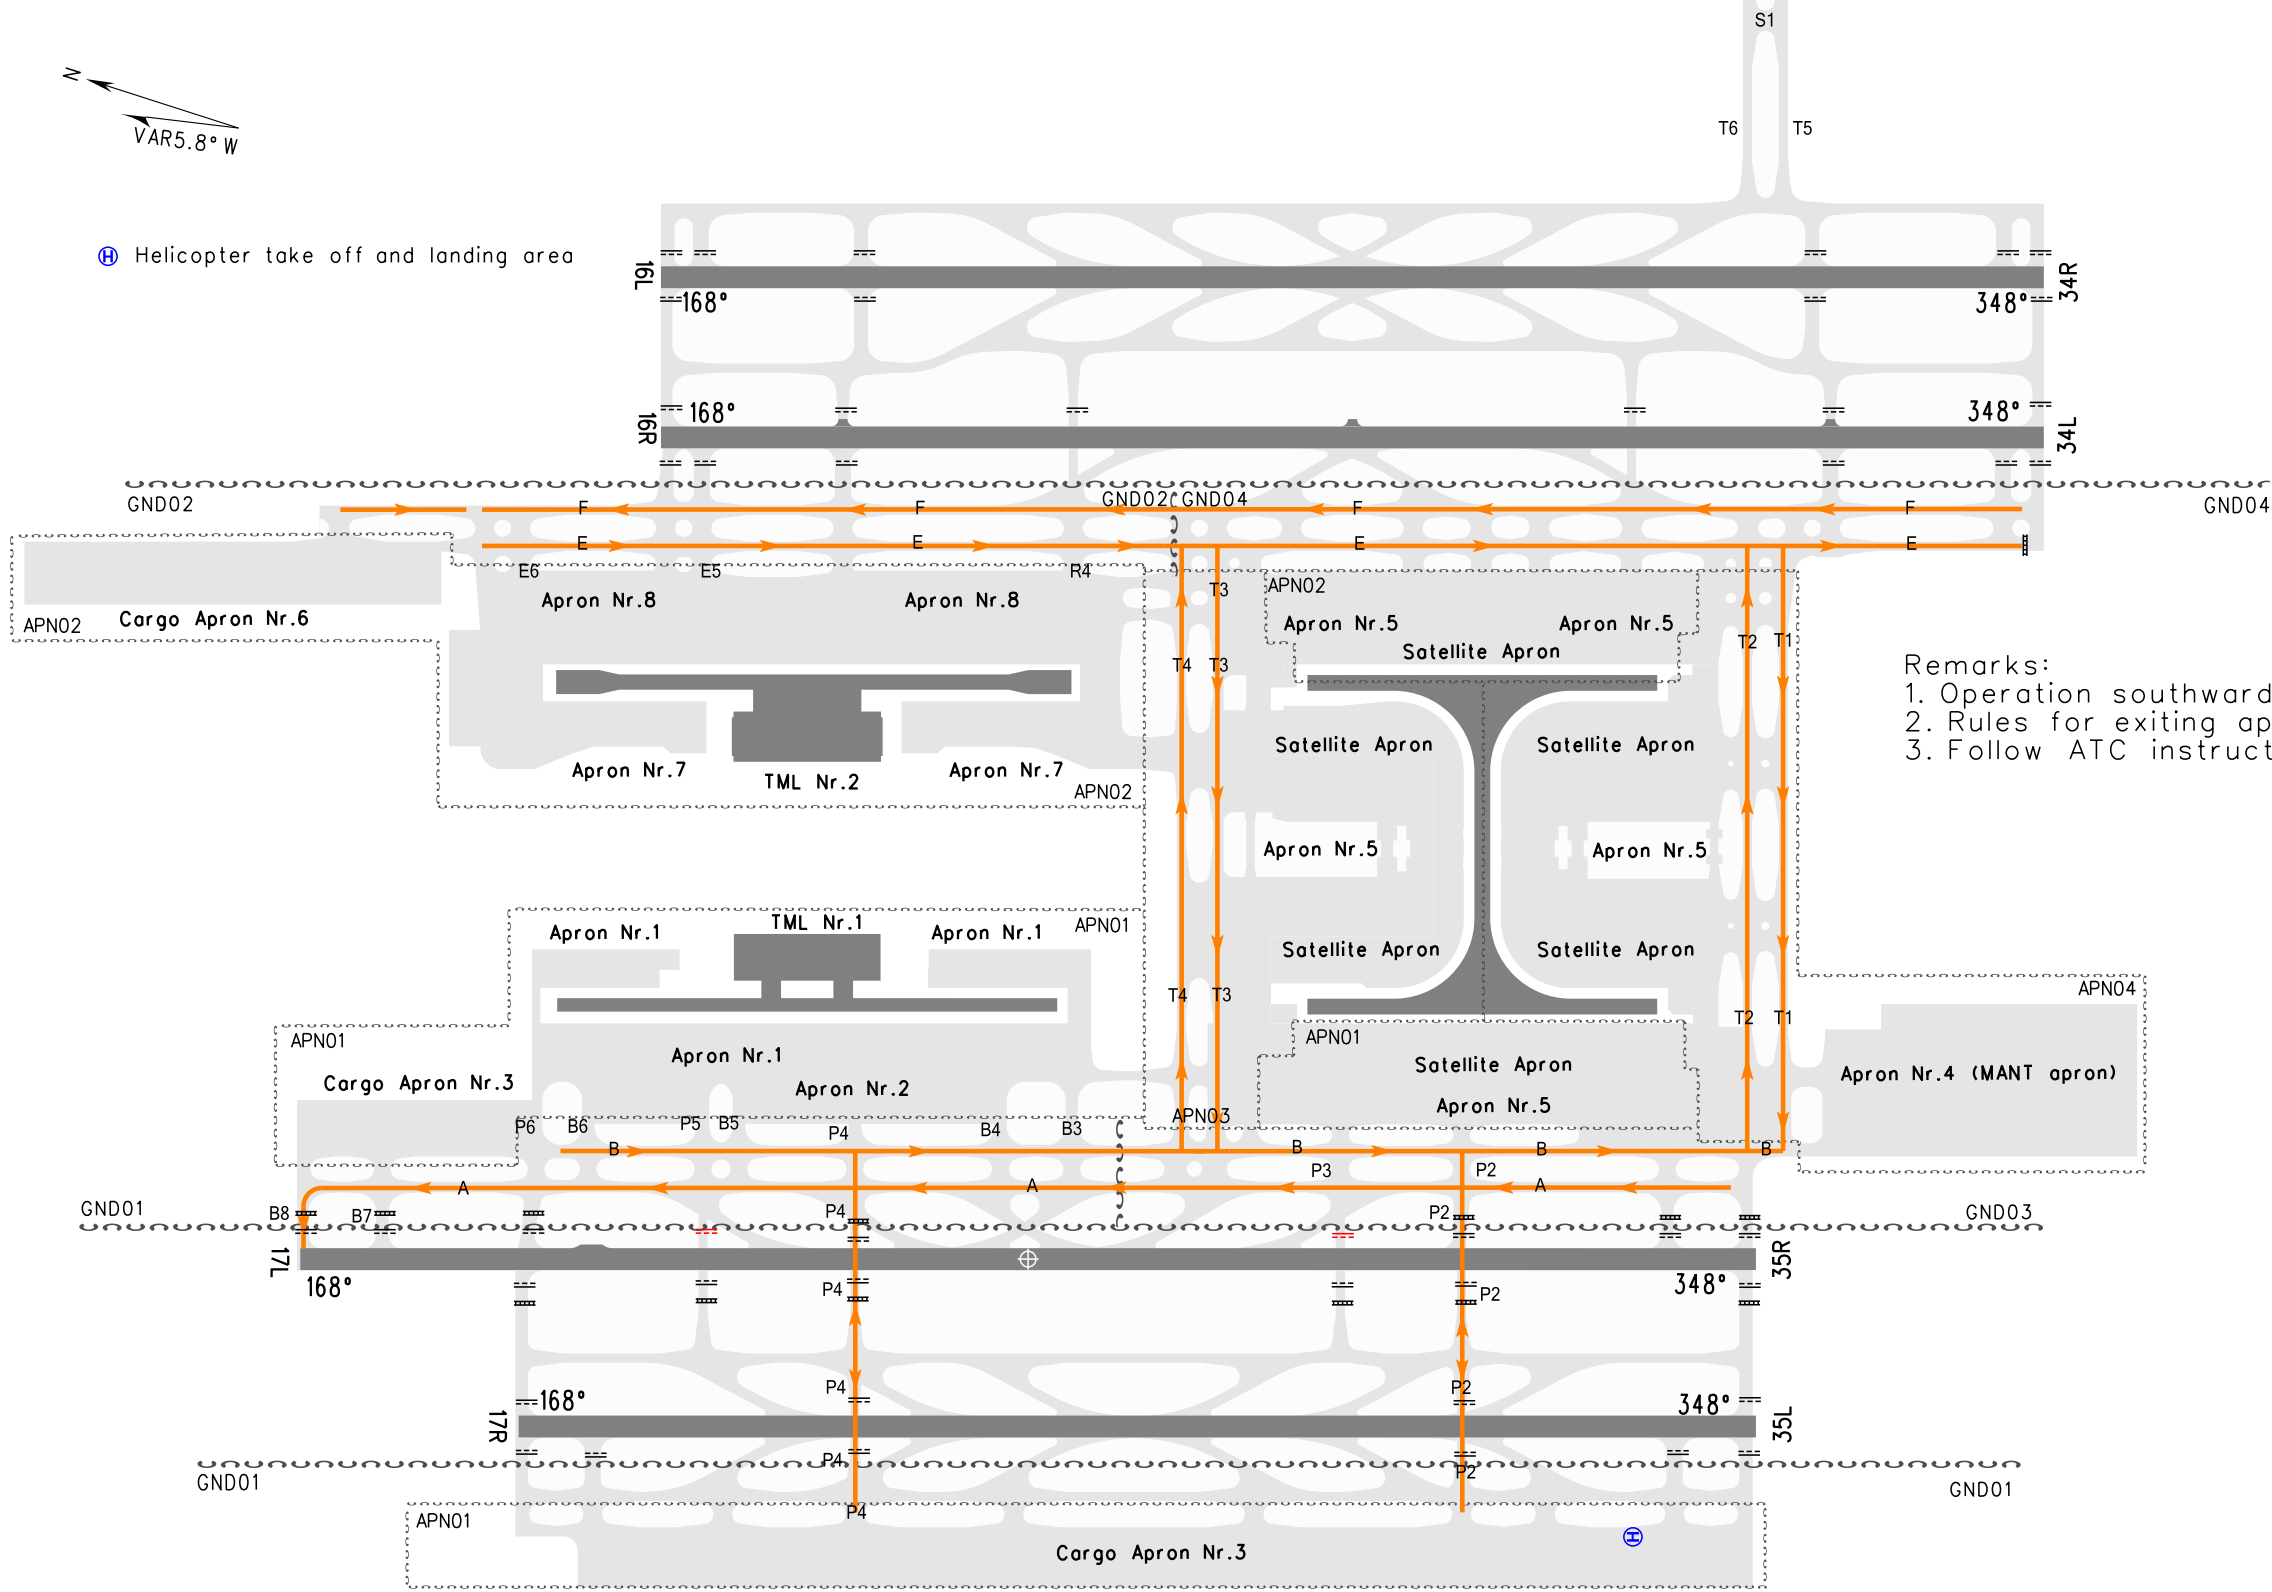 S1
N
VAR5.8° W
T6
T5
Helicopter take off and landing area
16L
168°
348°
34R
16R
168°
348°
34L
GND02
GND02
GND04
GND04
F
F
F
F
E
E
E
E
E6
E5
R4
APN02
Cargo Apron Nr.6
Apron Nr.8
Apron Nr.8
T3
APN02
Apron Nr.5
Apron Nr.5
Satellite Apron
T4
T3
T2
T1
Remarks:
1. Operation southward
2. Rules for exiting ap
3. Follow ATC instruct
Apron Nr.7
TML Nr.2
Apron Nr.7
APN02
Satellite Apron
Satellite Apron
Apron Nr.5
Apron Nr.5
Apron Nr.1
TML Nr.1
Apron Nr.1
APN01
Satellite Apron
Satellite Apron
T4
T3
T2
T1
APN04
APN01
Cargo Apron Nr.3
Apron Nr.1
Apron Nr.2
APN01
Satellite Apron
Apron Nr.5
Apron Nr.4 (MANT apron)
P6
B6
P5
B5
P4
B4
B3
APN03
B
B
B
B
P3
P2
A
A
A
GND01
B8
B7
P4
P2
GND03
17L
168°
P4
P2
348°
35R
P4
P2
17R
168°
348°
35L
P4
P2
GND01
GND01
P4
APN01
Cargo Apron Nr.3